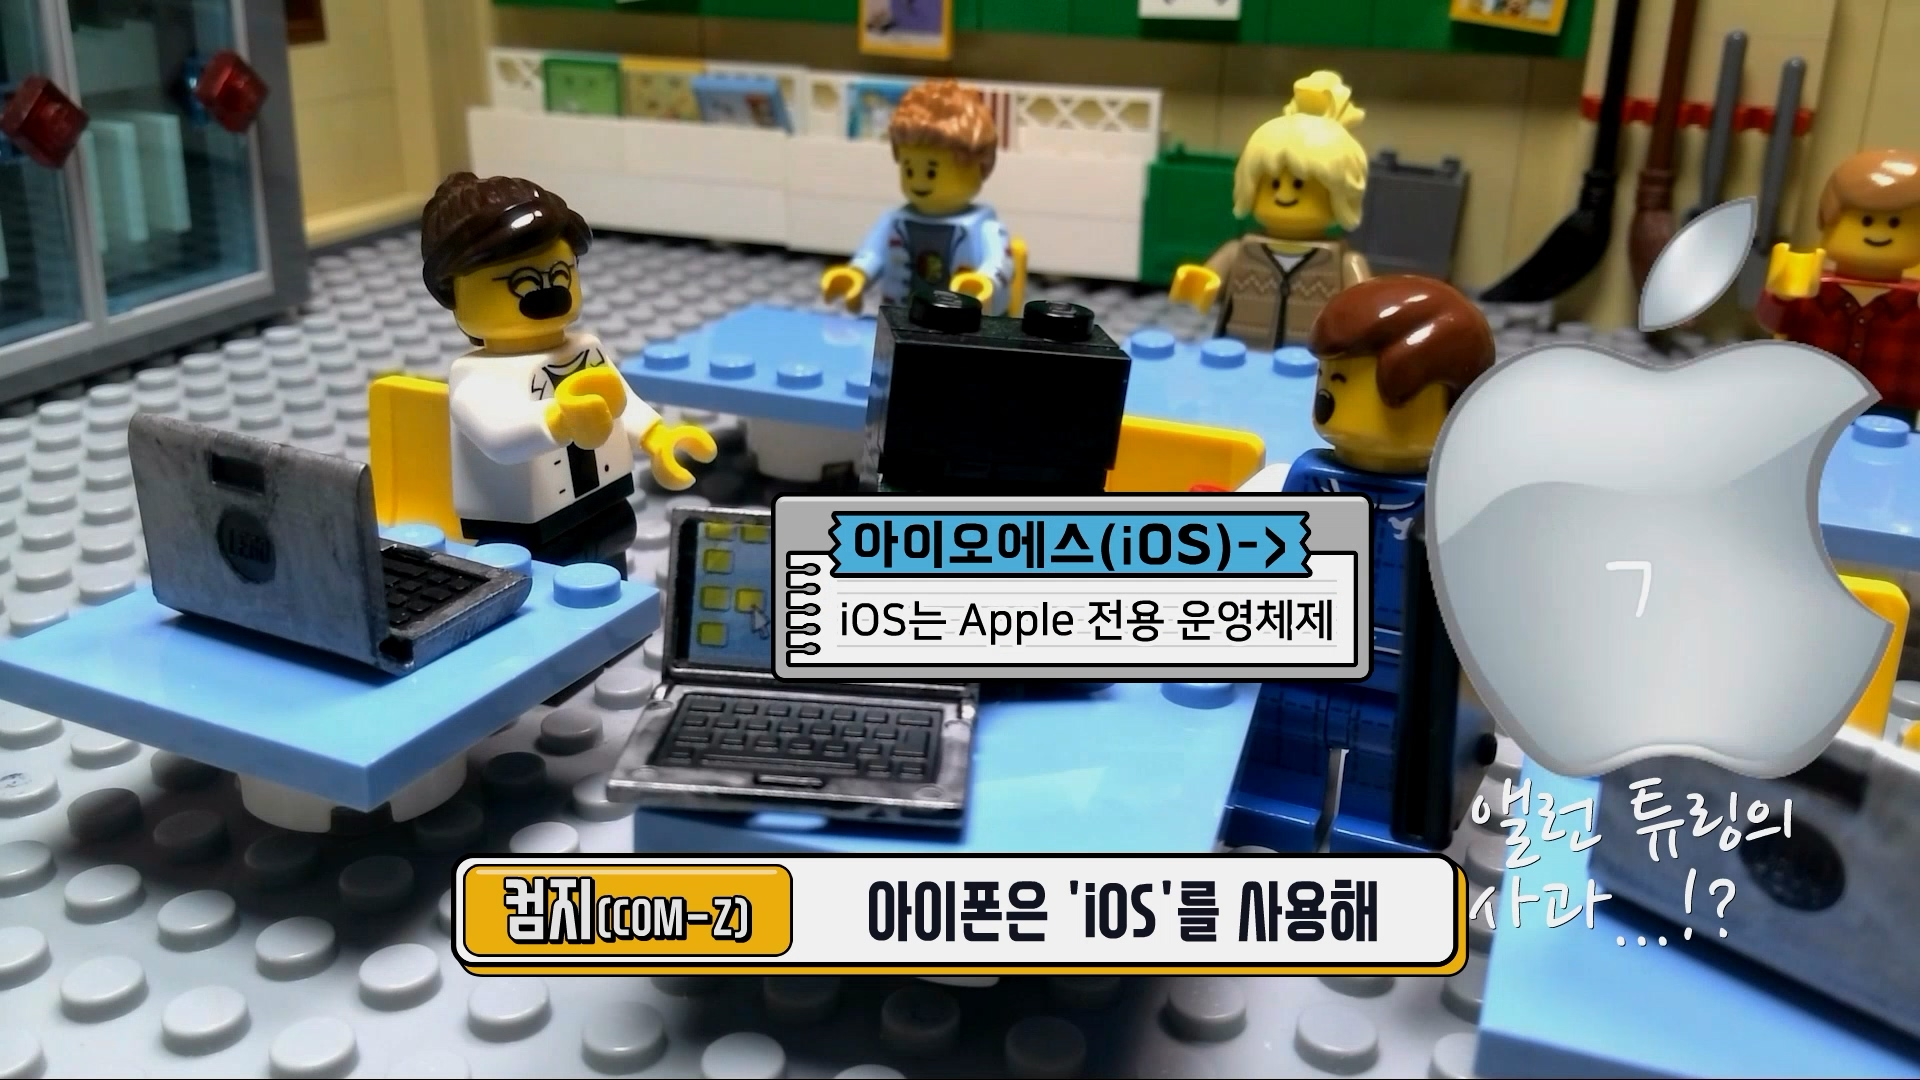 아이오에스(iOS)->
iOS는 Apple 전용 운영체제
ㄱ
앨런 튜링의
사과...!?
컴지(COM-Z)
아이폰은 'iOS'를 사용해